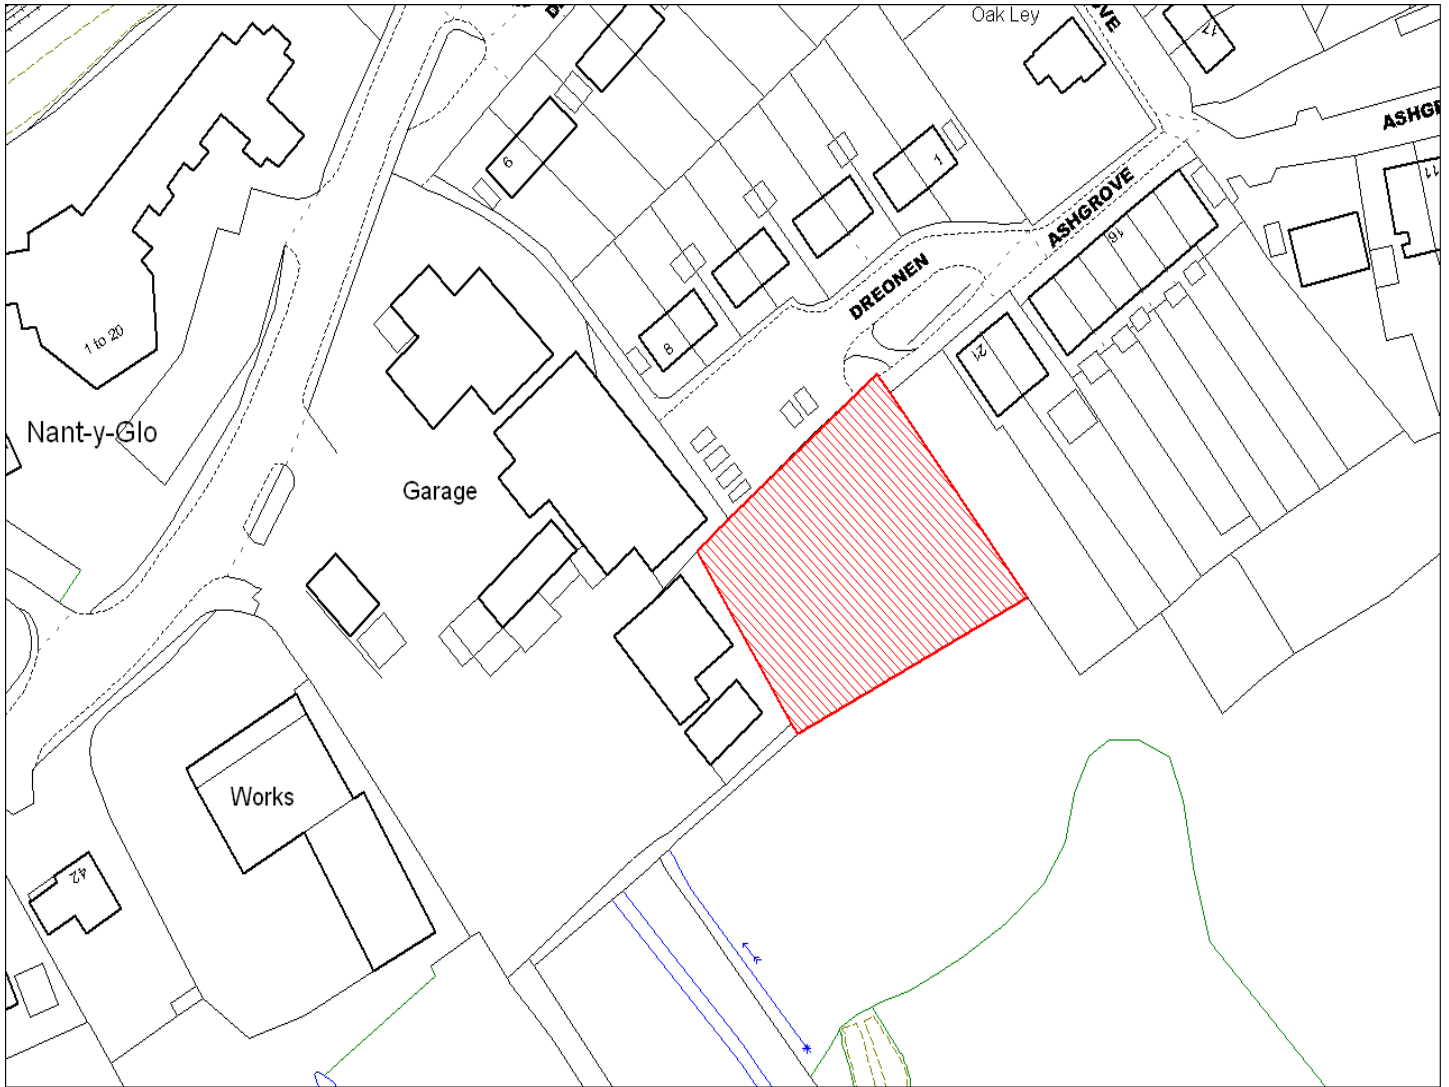 Oak Ley
17
ASHGR
6
1
11
ASHGROVE
16
DREONEN
1 to 20
8
21
Nant-y-Glo
Garage
Works
42